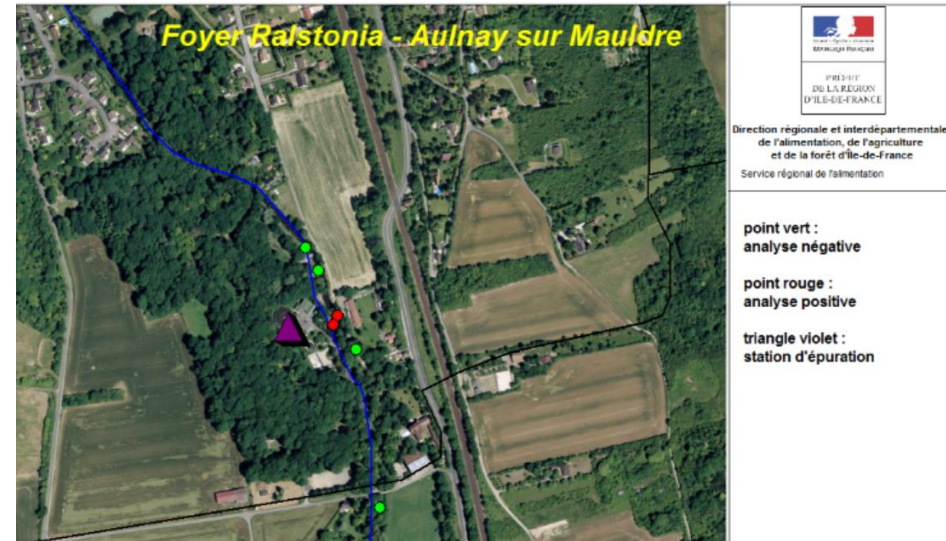 Foyer Ralstonia - Aulnay sur Mauldre
RÉPUBLIQUE FRANÇAISE
PRÉFET
DE LA RÉGION
D'ILE-DE-FRANCE
Direction régionale et interdépartementale
de l'alimentation, de l'agriculture
et de la forêt d'Île-de-France
Service régional de l'alimentation
point vert :
analyse négative
point rouge :
analyse positive
triangle violet :
station d'épuration